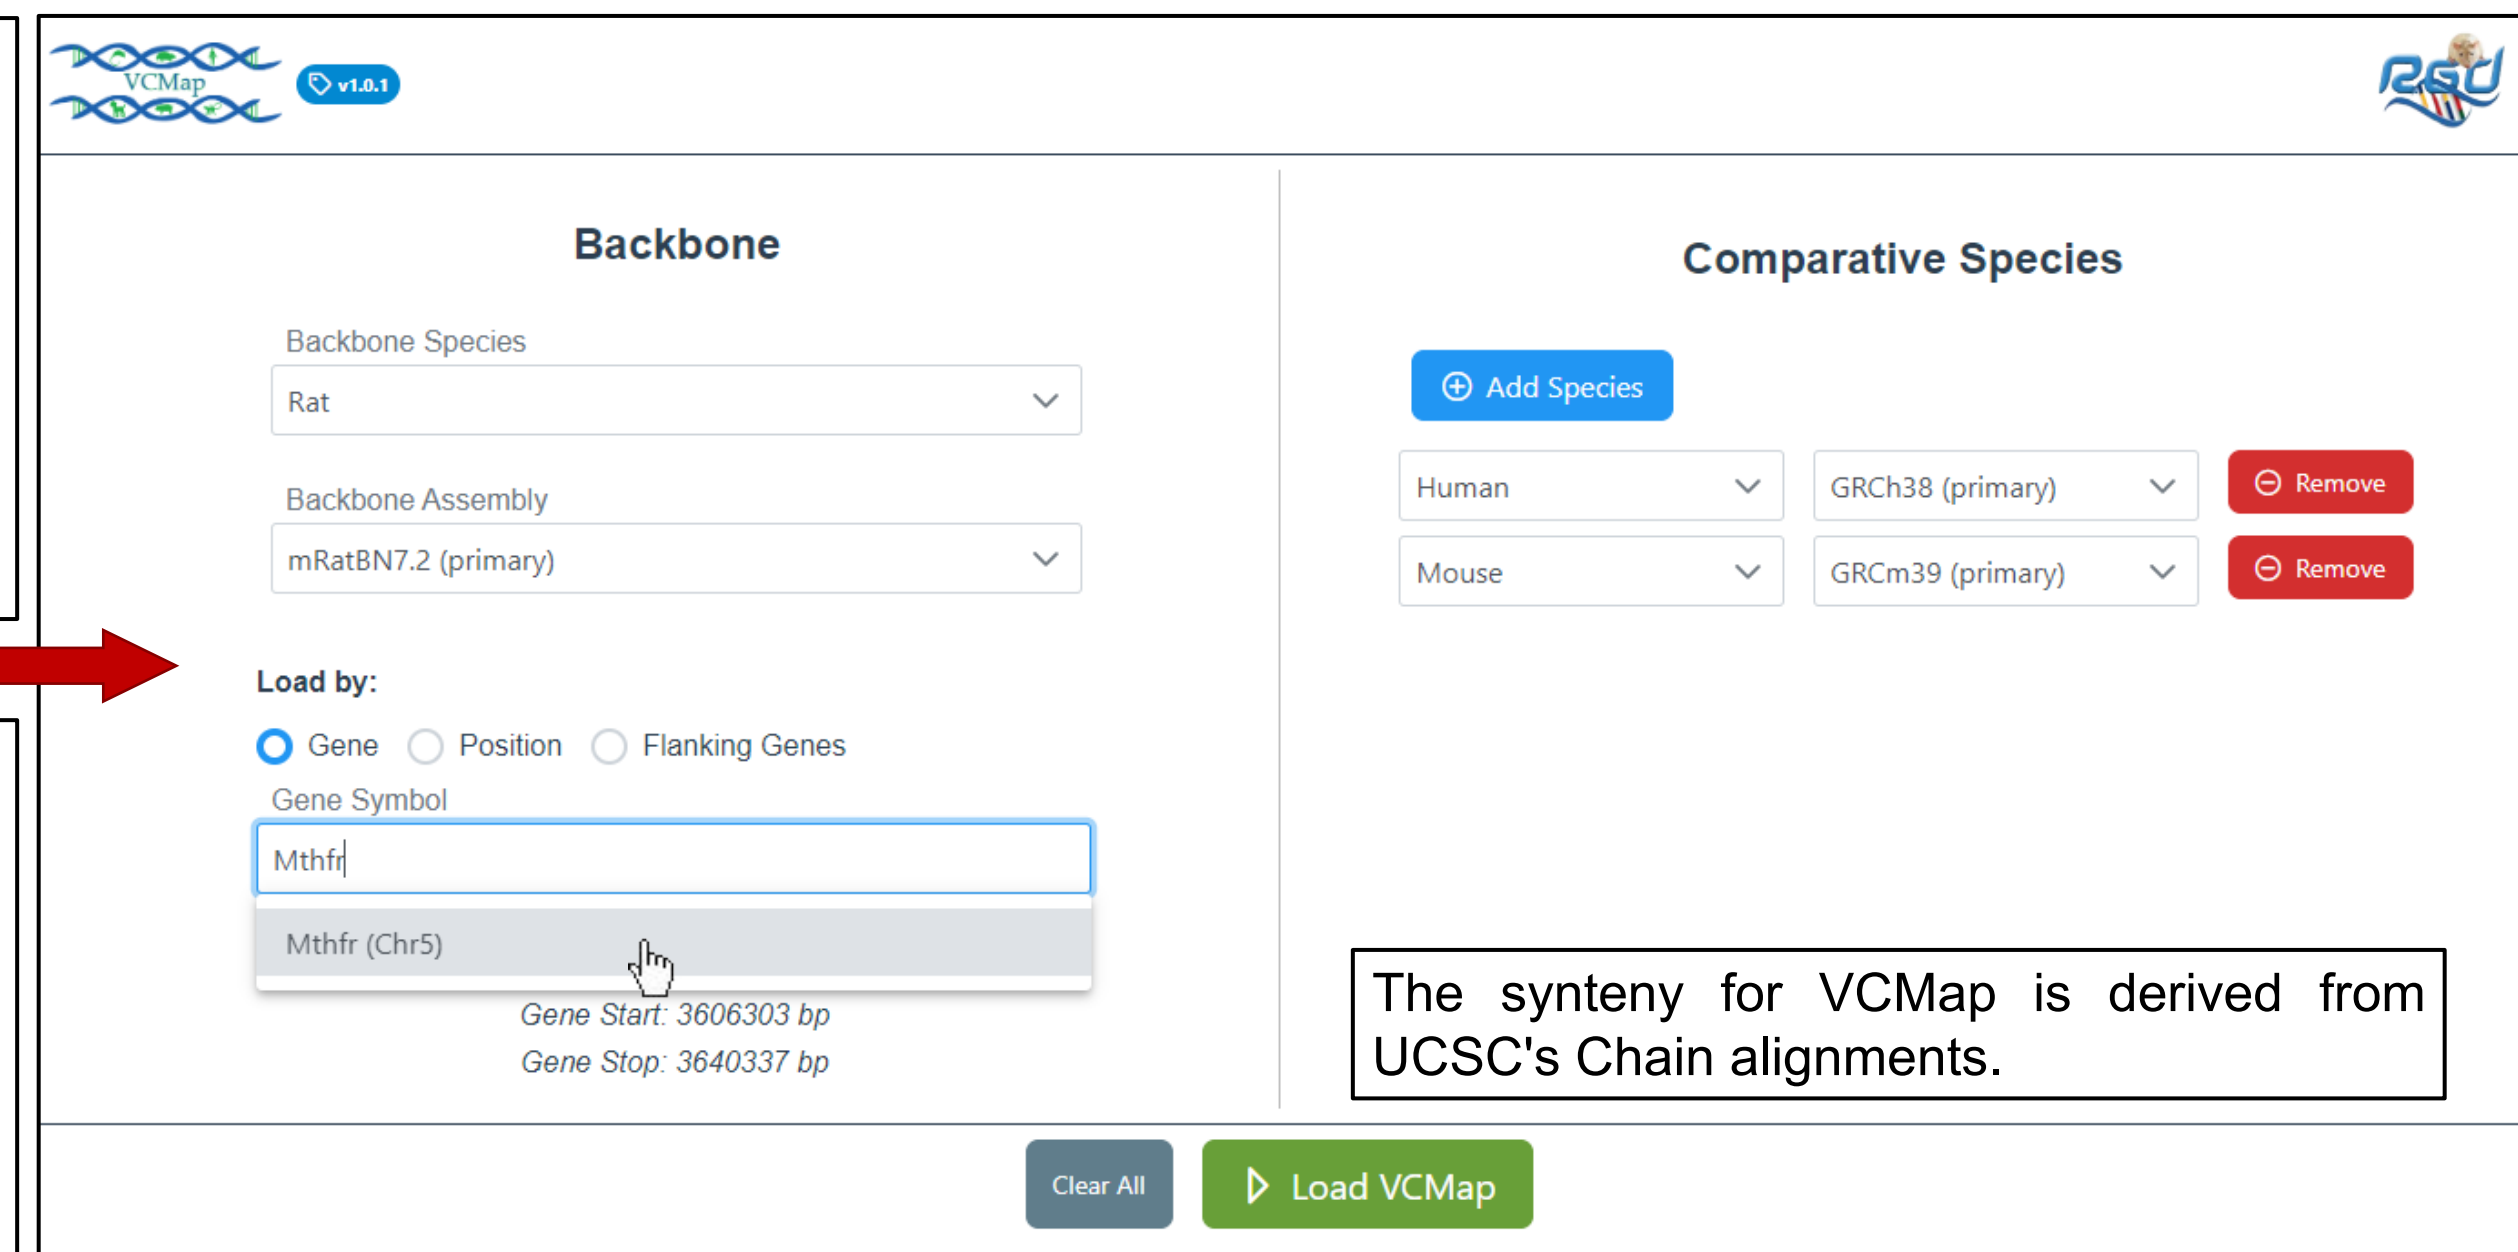 VCMap
v1.0.1
RGD
Backbone
Backbone Species
Rat
Backbone Assembly
mRatBN7.2 (primary)
Load by:
Gene Position Flanking Genes
Gene Symbol
Mthfr
Mthfr (Chr5)
Gene Start: 3606303 bp
Gene Stop: 3640337 bp
Comparative Species
Add Species
Human GRCh38 (primary) Remove
Mouse GRCm39 (primary) Remove
The synteny for VCMap is derived from
UCSC's Chain alignments.
Clear All Load VCMap